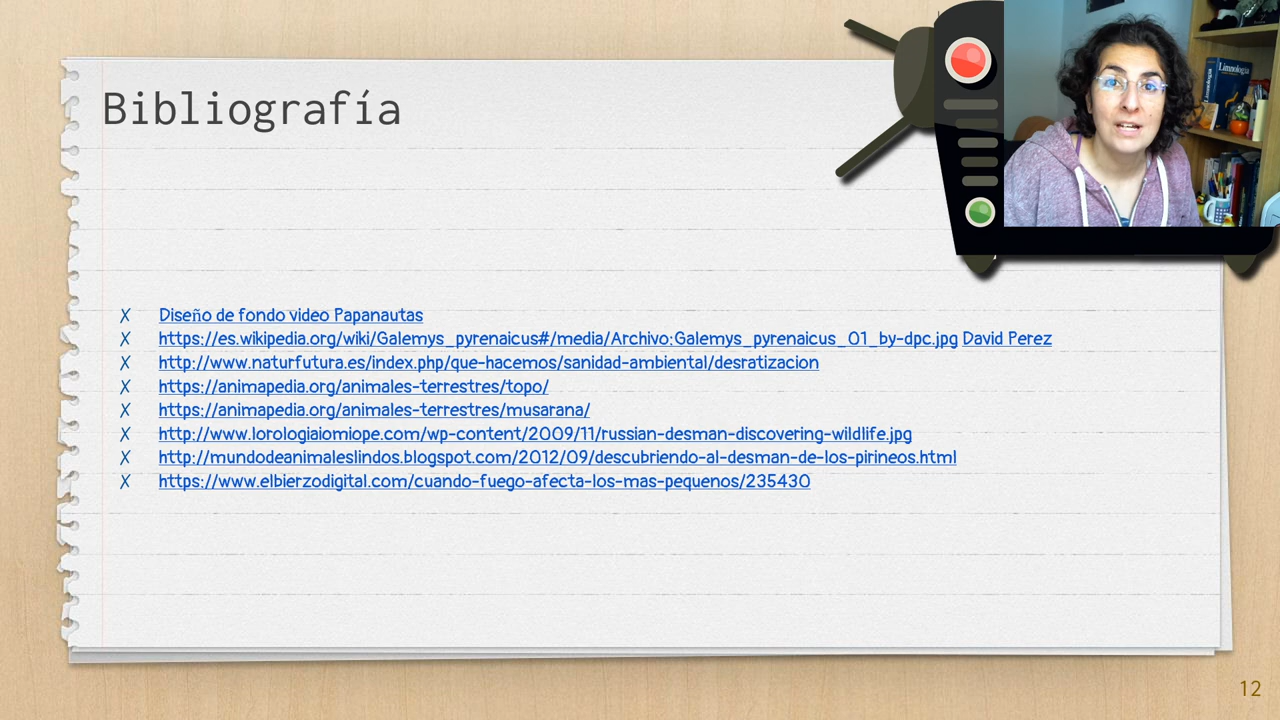 Bibliografía
Limnología
Diseño de fondo video Papanautas
https://es.wikipedia.org/wiki/Galemys_pyrenaicus#/media/Archivo:Galemys_pyrenaicus_01_by-dpc.jpg David Perez
http://www.naturfutura.es/index.php/que-hacemos/sanidad-ambiental/desratizacion
https://animapedia.org/animales-terrestres/topo/
https://animapedia.org/animales-terrestres/musarana/
http://www.lorologiaiomiope.com/wp-content/2009/11/russian-desman-discovering-wildlife.jpg
http://mundodeanimaleslindos.blogspot.com/2012/09/descubriendo-al-desman-de-los-pirineos.html
https://www.elbierzodigital.com/cuando-fuego-afecta-los-mas-pequenos/235430
12